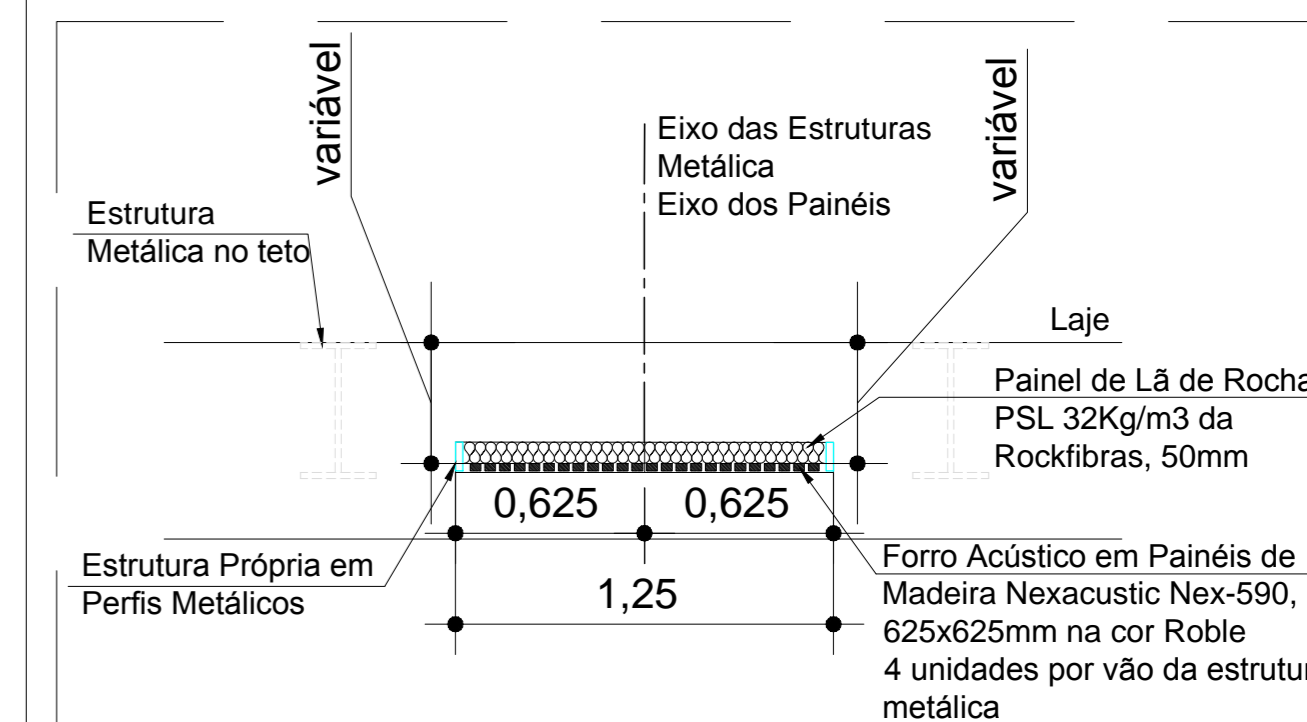 variável
variável
Eixo das Estruturas
Metálica
Eixo dos Painéis
Estrutura
Metálica no teto
Laje
Painel de Lã de Rocha
PSL 32Kg/m3 da
Rockfibras, 50mm
0,625
0,625
Estrutura Própria em
Perfis Metálicos
1,25
Forro Acústico em Painéis de
Madeira Nexacustic Nex-590,
625x625mm na cor Roble
4 unidades por vão da
metálica